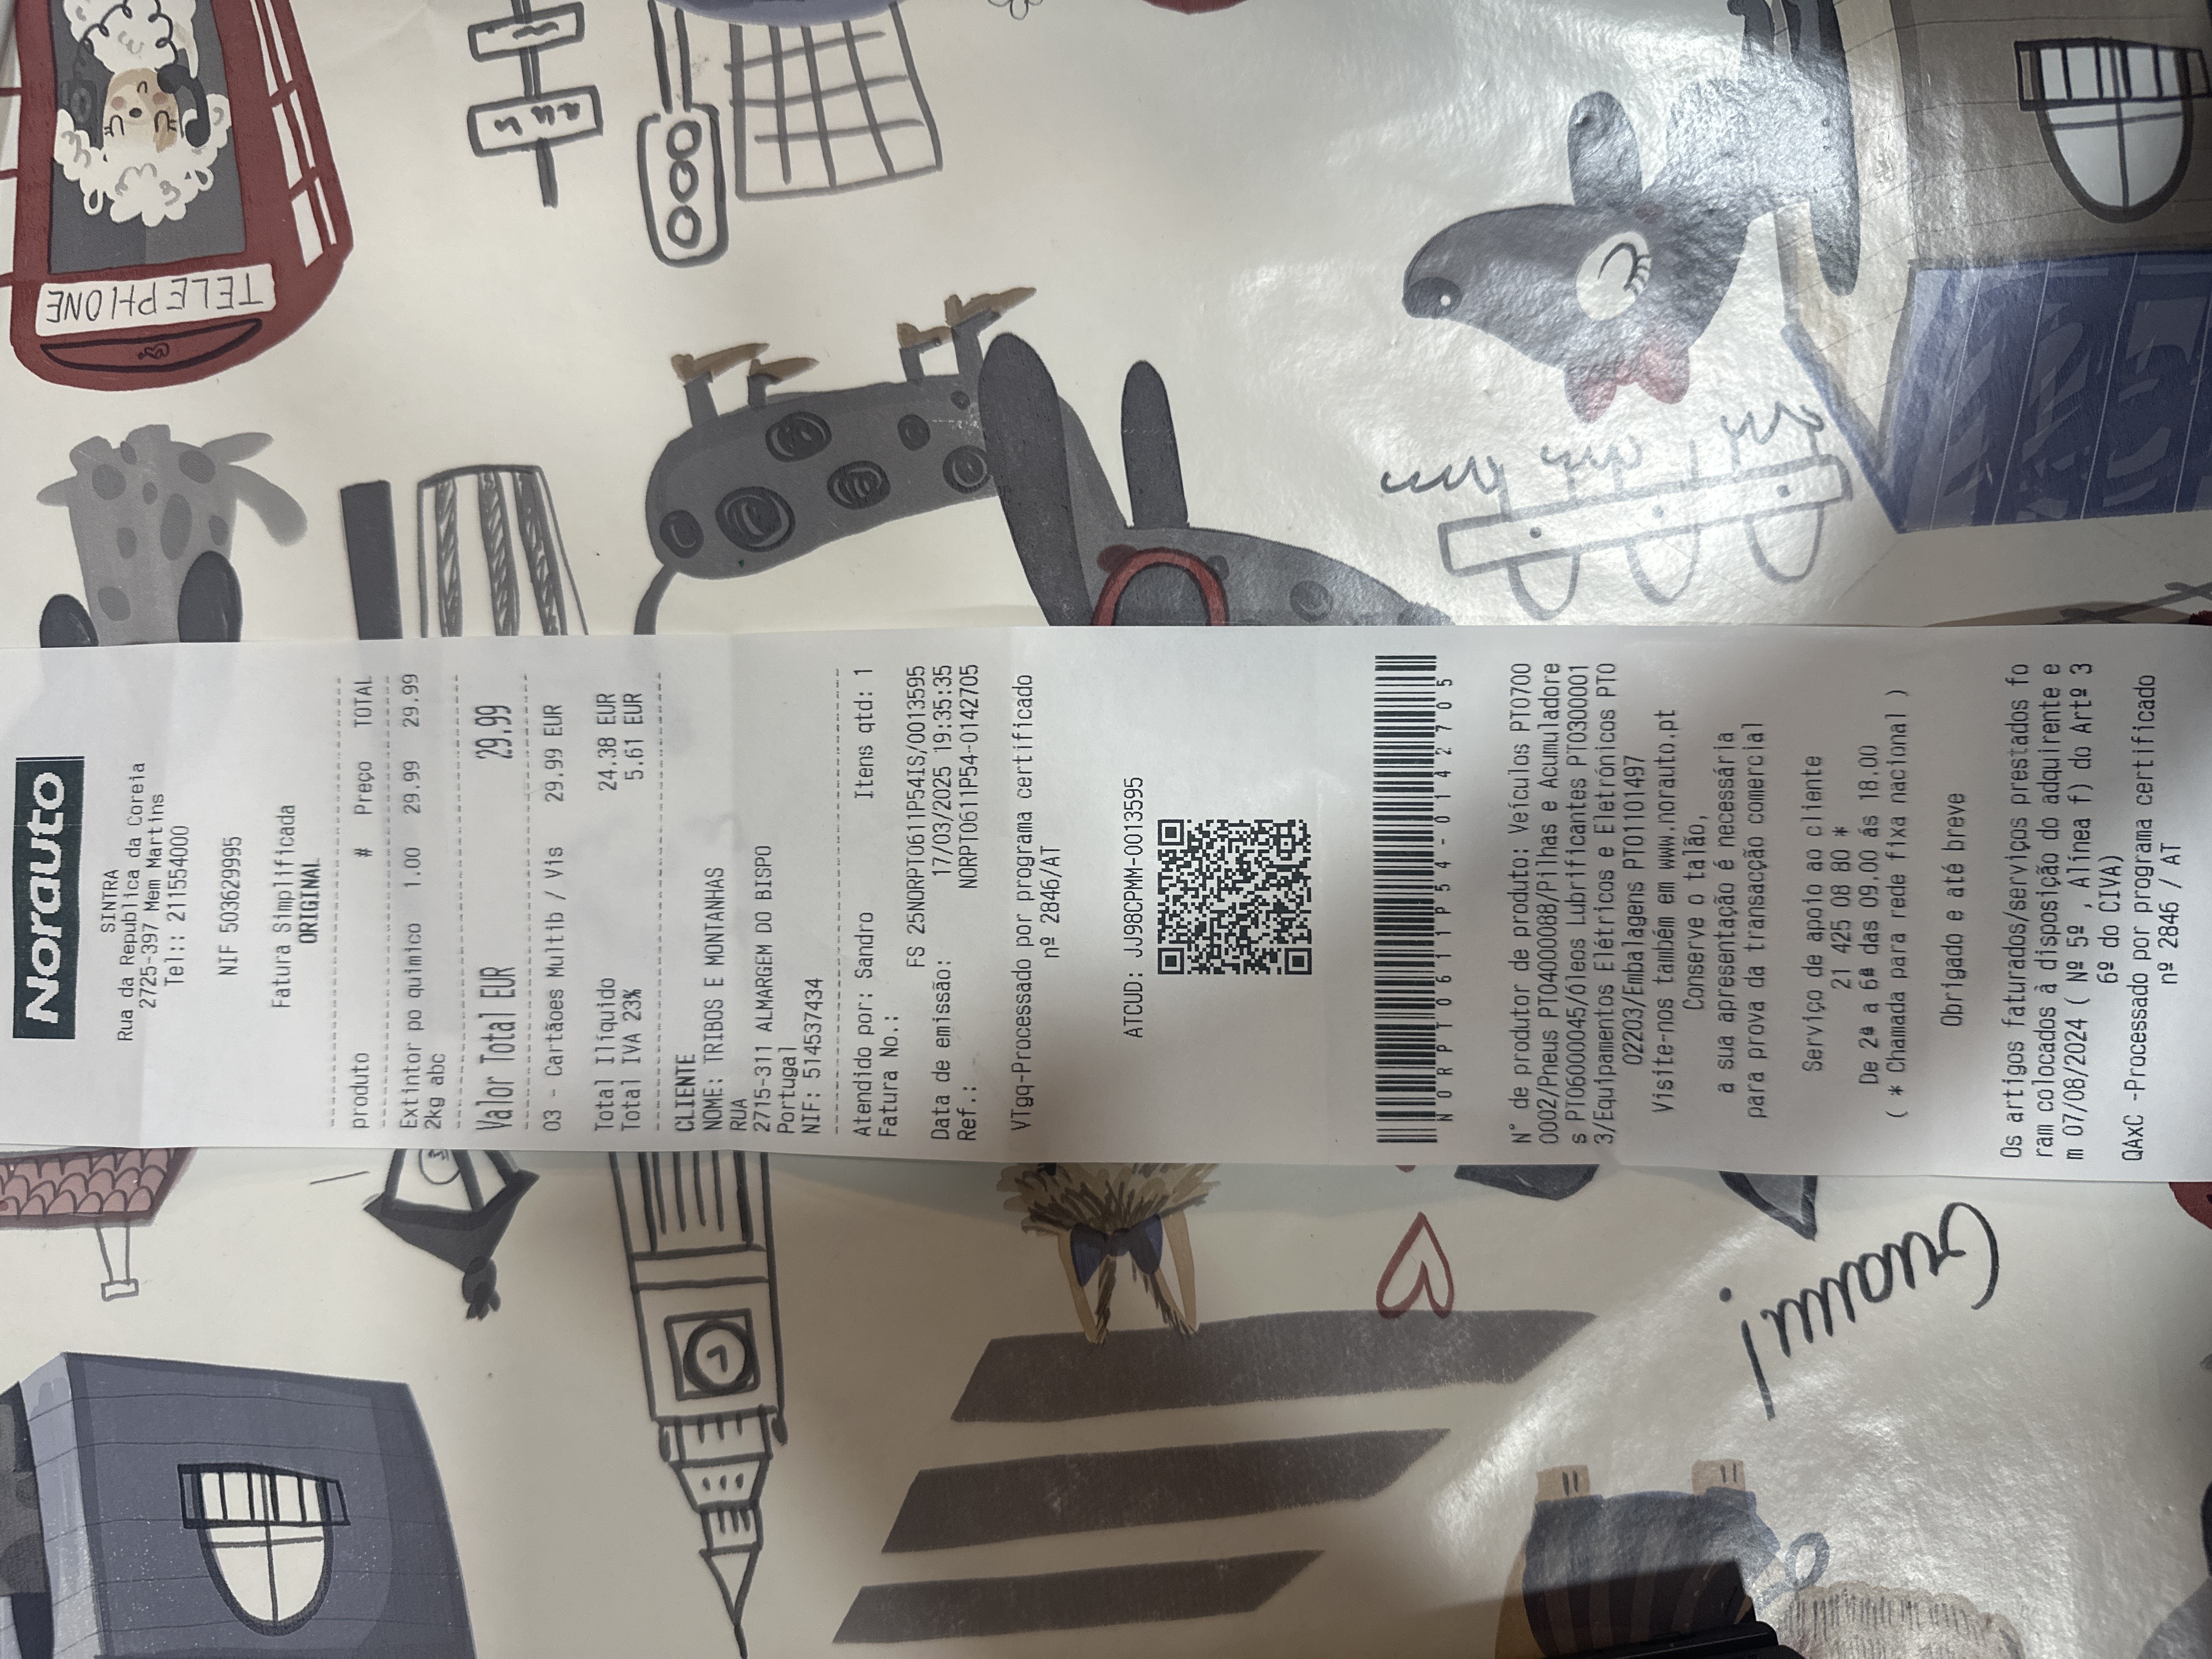 Norauto
SINTRA
Rua da Republica da Coreia
2725-397 Mem Martins
Tel:: 211554000
NIF 503629995
Fatura Simplificada
ORIGINAL
produto # Preço TOTAL
Extintor po quimico 1.00 29.99 29.99
2kg abc
Valor Total EUR 29.99
03 - Cartãoes Multib / Vis 29.99 EUR
Total Ilíquido 24.38 EUR
Total IVA 23% 5.61 EUR
CLIENTE
NOME: TRIBOS E MONTANHAS
RUA
2715-311 ALMARGEM DO BISPO
Portugal
NIF: 514537434
Atendido por: Sandro Itens qtd: 1
Fatura No.:
FS 25NORPT0611P54IS/0013595
Data de emissão: 17/03/2025 19:35:35
Ref.: NORPT0611P54-0142705
VTgq-Processado por programa certificado
nº 2846/AT
ATCUD: JJ98CPMM-0013595
NORPT0611P54-0142705
N° de produtor de produto: Veículos PT0700
0002/Pneus PT04000088/Pilhas e Acumuladore
s PT06000045/óleos Lubrificantes PT0300001
3/Equipamentos Elétricos e Eletrónicos PT0
02203/Embalagens PT01101497
Visite-nos também em www.norauto.pt
Conserve o talão,
a sua apresentação é necessária
para prova da transacção comercial
Serviço de apoio ao cliente
21 425 08 80 *
De 2ª a 6ª das 09.00 ás 18.00
( * Chamada para rede fixa nacional )
Obrigado e até breve
Os artigos faturados/serviços prestados fo
ram colocados à disposição do adquirente e
m 07/08/2024 ( Nº 5º , Alínea f) do Artº 3
6º do CIVA)
QAxC -Processado por programa certificado
nº 2846 / AT
TELEPHONE
Guau!